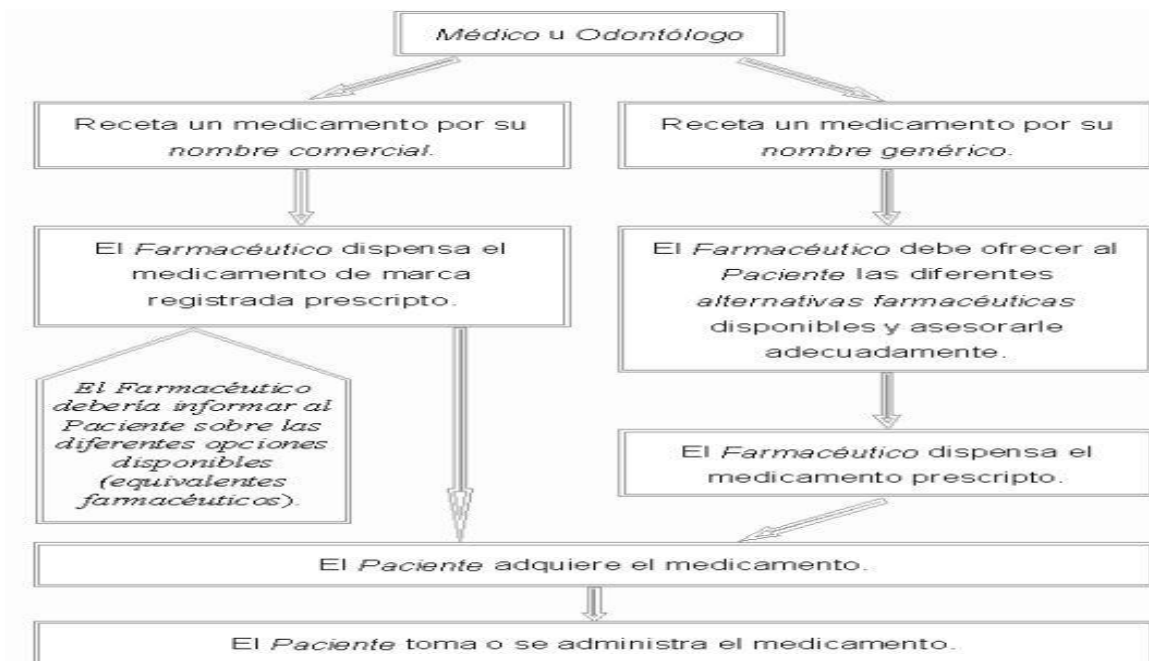 Médico u Odontólogo
Receta un medicamento por su
nombre comercial.
Receta un medicamento por su
nombre genérico.
El Farmacéutico dispensa el
medicamento de marca
registrada prescripto.
El Farmacéutico debe ofrecer al
Paciente las diferentes
alternativas farmacéuticas
disponibles y asesorarle
adecuadamente.
El Farmacéutico
debería informar al
Paciente sobre las
diferentes opciones
disponibles
(equivalentes
farmacéuticos).
El Farmacéutico dispensa el
medicamento prescripto.
El Paciente adquiere el medicamento.
El Paciente toma o se administra el medicamento.